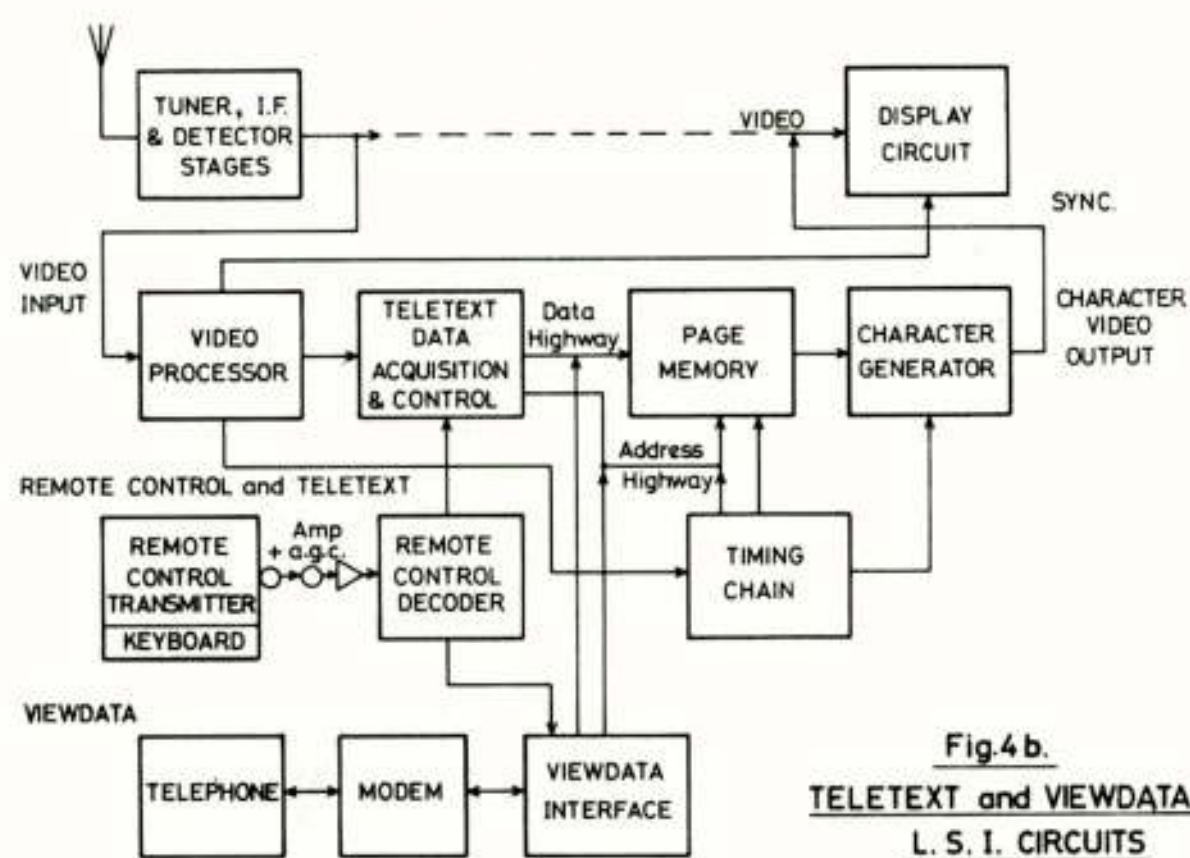 TUNER, I.F.
& DETECTOR
STAGES
VIDEO
DISPLAY
CIRCUIT
SYNC.
VIDEO
INPUT
VIDEO
PROCESSOR
TELETEXT
DATA
ACQUISITION
& CONTROL
Data
Highway
PAGE
MEMORY
CHARACTER
GENERATOR
CHARACTER
VIDEO
OUTPUT
Address
Highway
REMOTE CONTROL and TELETEXT
REMOTE
CONTROL
TRANSMITTER
KEYBOARD
Amp
+ a.g.c.
REMOTE
CONTROL
DECODER
TIMING
CHAIN
VIEWDATA
TELEPHONE
MODEM
VIEWDATA
INTERFACE
Fig.4b.
TELETEXT and VIEWDATA
L. S. I. CIRCUITS